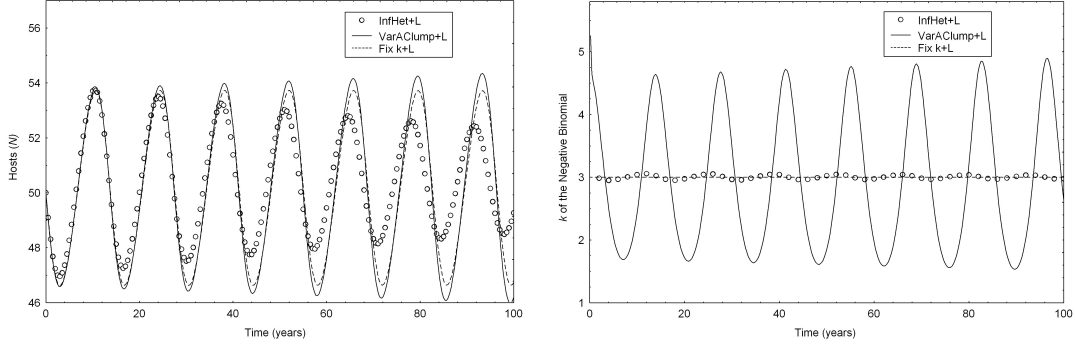 56
54
52
50
48
46
Hosts (N)
InfHet+L
VarAClump+L
Fix k+L
0
20
40
60
80
100
Time (years)
5
4
3
2
1
k of the Negative Binomial
InfHet+L
VarAClump+L
Fix k+L
0
20
40
60
80
100
Time (years)